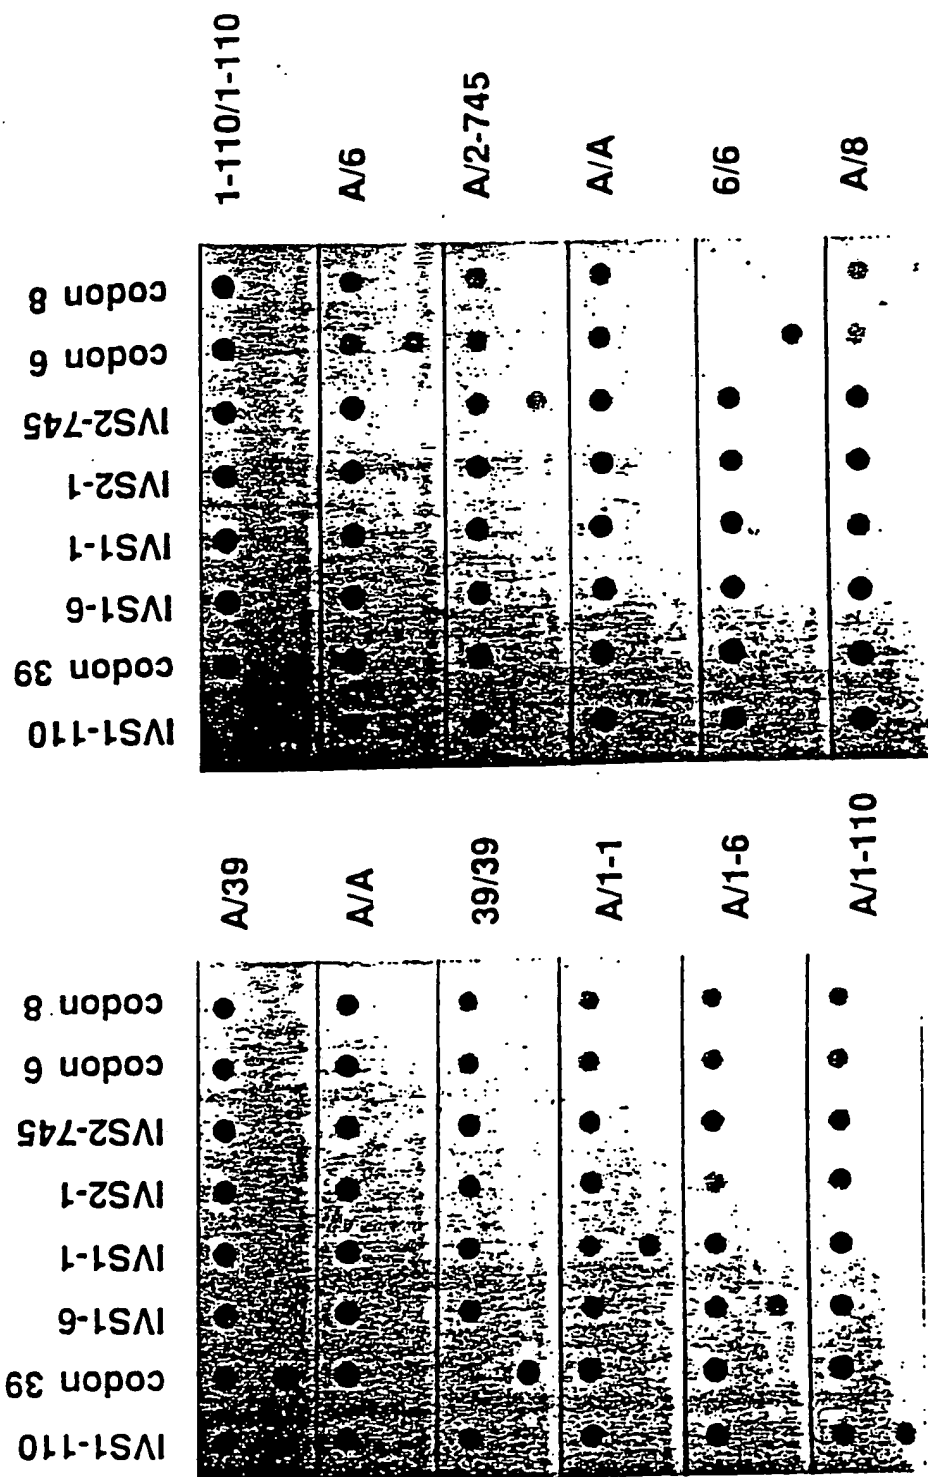 codon 8
codon 6
IVS2-745
IVS2-1
IVS1-1
IVS1-6
codon 39
IVS1-110
1-110/1-110
A/6
A/2-745
A/A
6/6
A/8
codon 8
codon 6
IVS2-745
IVS2-1
IVS1-1
IVS1-6
codon 39
IVS1-110
A/39
A/A
39/39
A/1-1
A/1-6
A/1-110